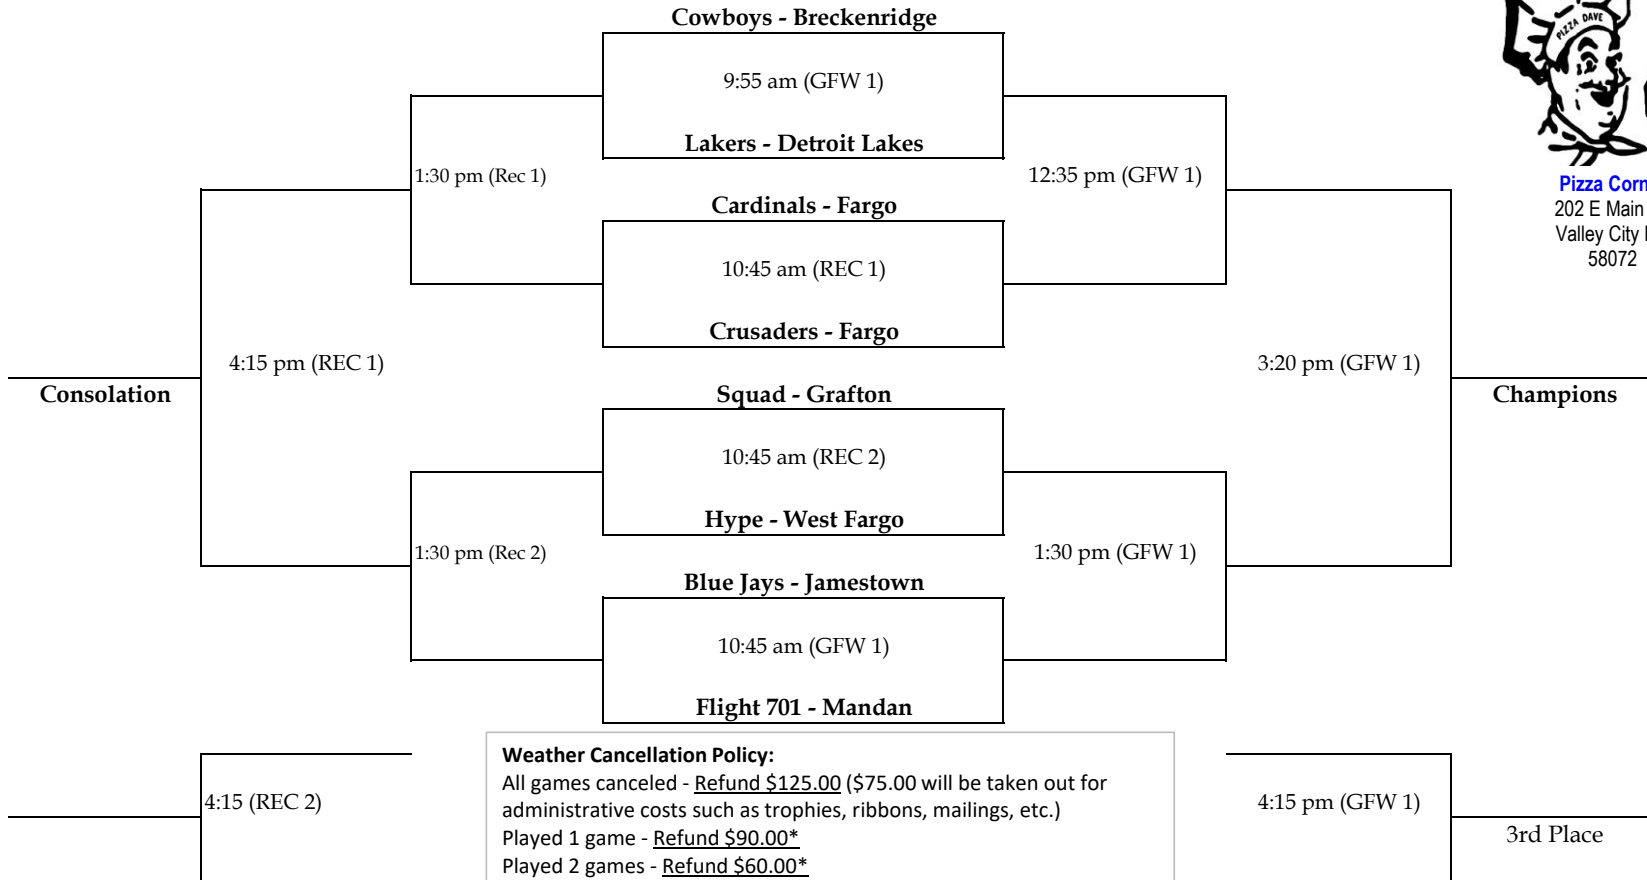 Cowboys - Breckenridge
9:55 am (GFW 1)
Lakers - Detroit Lakes
1:30 pm (Rec 1)
12:35 pm (GFW 1)
Cardinals - Fargo
10:45 am (REC 1)
Crusaders - Fargo
4:15 pm (REC 1)
3:20 pm (GFW 1)
Consolation
Champions
Squad - Grafton
10:45 am (REC 2)
Hype - West Fargo
1:30 pm (Rec 2)
1:30 pm (GFW 1)
Blue Jays - Jamestown
10:45 am (GFW 1)
Flight 701 - Mandan
PIZZA DAVE
Pizza Corn
202 E Main
Valley City
58072
Weather Cancellation Policy:
All games canceled - Refund $125.00 ($75.00 will be taken out for
administrative costs such as trophies, ribbons, mailings, etc.)
Played 1 game - Refund $90.00*
Played 2 games - Refund $60.00*
4:15 (REC 2)
4:15 pm (GFW 1)
3rd Place